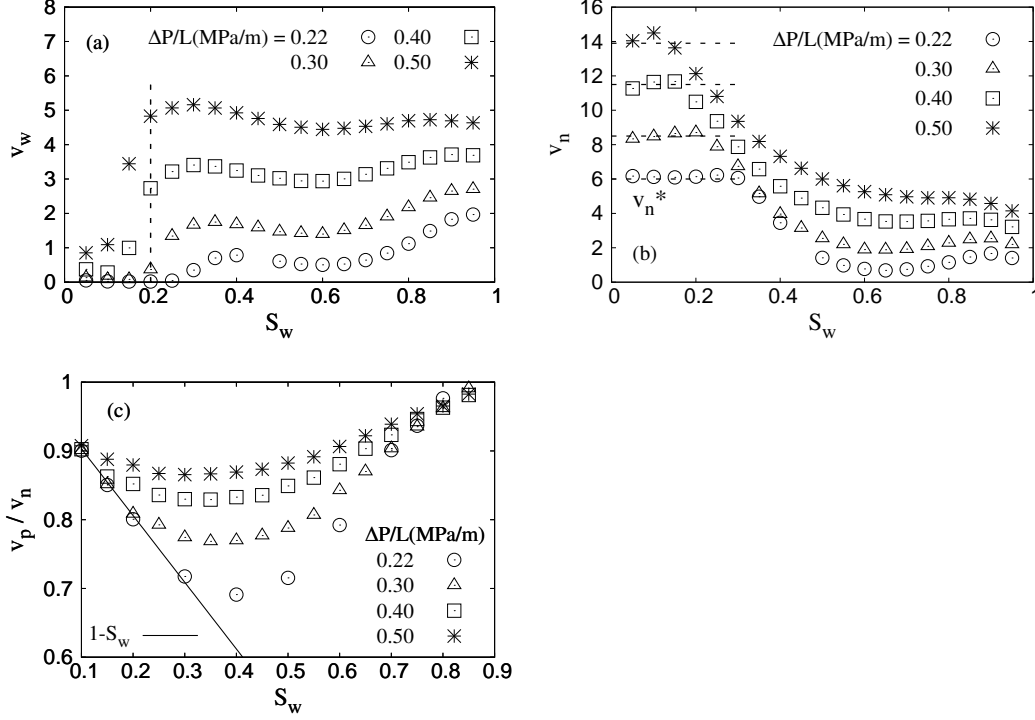 (a)
ΔP/L(MPa/m) = 0.22 0.40
0.30 0.50
8
7
6
5
4
3
2
1
0
v_w
0 0.2 0.4 0.6 0.8 1
S_w
(b)
ΔP/L(MPa/m) = 0.22
0.30
0.40
0.50
v_n*
16
14
12
10
8
6
4
2
0
v_n
0 0.2 0.4 0.6 0.8 1
S_w
(c)
ΔP/L(MPa/m)
0.22
0.30
0.40
0.50
1-S_w
1
0.9
0.8
0.7
0.6
v_p / v_n
0.1 0.2 0.3 0.4 0.5 0.6 0.7 0.8 0.9
S_w